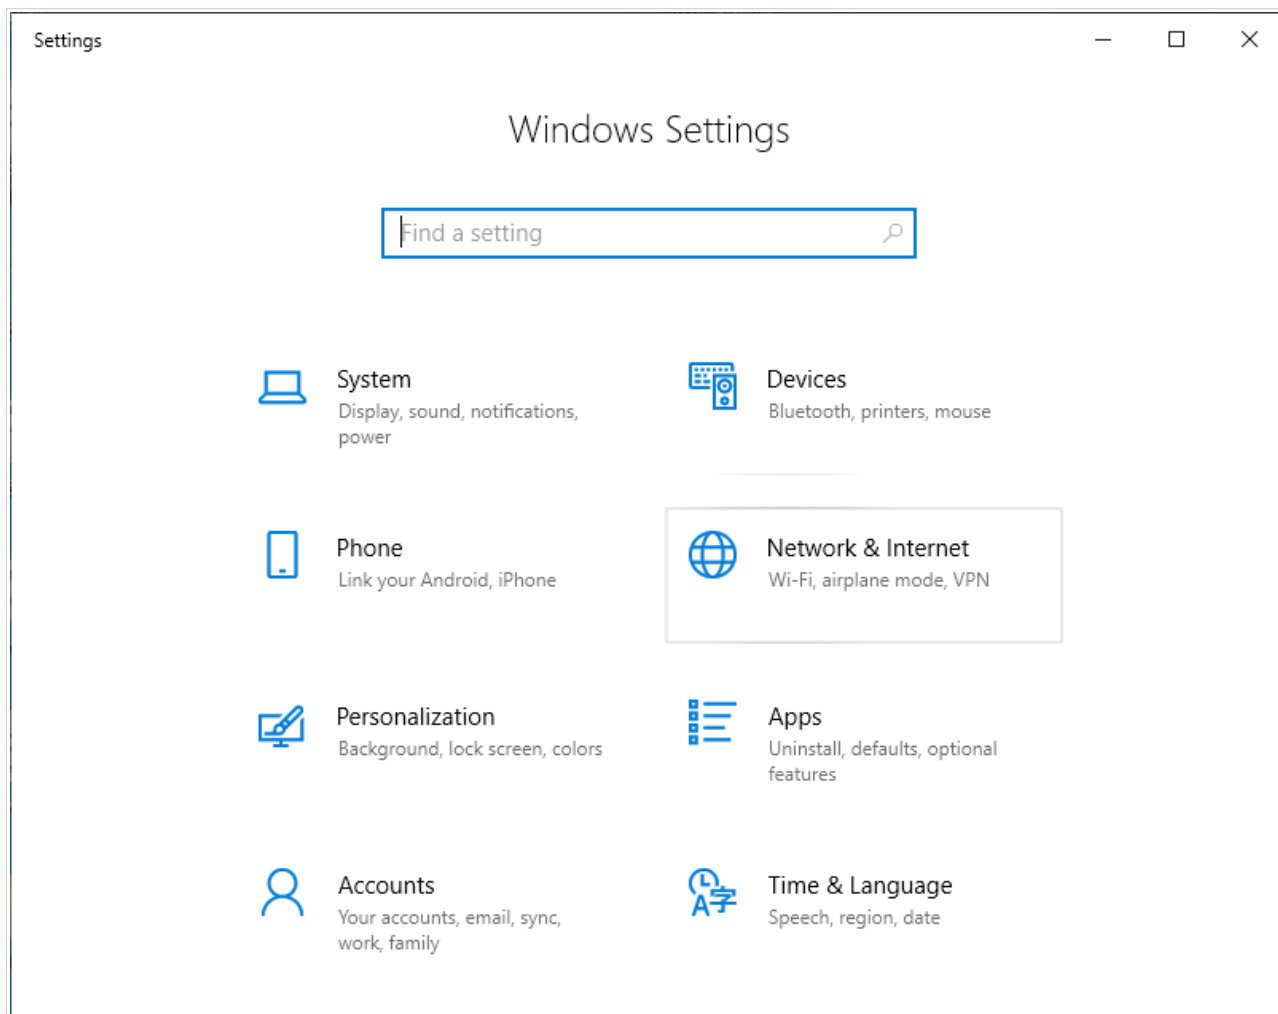 Settings
Windows Settings
Find a setting
System
Display, sound, notifications,
power
Devices
Bluetooth, printers, mouse
Phone
Link your Android, iPhone
Network & Internet
Wi-Fi, airplane mode, VPN
Personalization
Background, lock screen, colors
Apps
Uninstall, defaults, optional
features
Accounts
Your accounts, email, sync,
work, family
A字
Time & Language
Speech, region, date